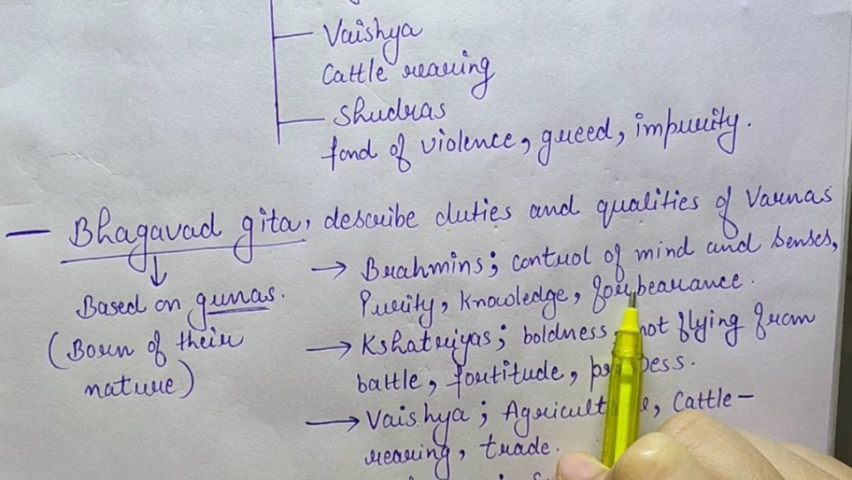 Vaishya
Cattle rearing
Shudras
fond of violence, greed, impurity.
— Bhagavad gita, describe duties and qualities of Varnas
↓
Based on gunas.
(Born of their
nature)
→ Brahmins; control of mind and senses,
Purity, knowledge, forbearance.
→ Kshatriyas; boldness not flying from
battle, fortitude,
→ Vaishya; Cattle-
rearing, trade.